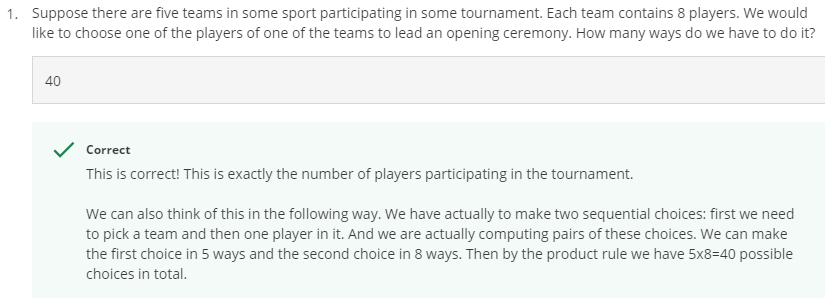 1. Suppose there are five teams in some sport participating in some tournament. Each team contains 8 players. We would
like to choose one of the players of one of the teams to lead an opening ceremony. How many ways do we have to do it?
40
Correct
This is correct! This is exactly the number of players participating in the tournament.
We can also think of this in the following way. We have actually to make two sequential choices: first we need
to pick a team and then one player in it. And we are actually computing pairs of these choices. We can make
the first choice in 5 ways and the second choice in 8 ways. Then by the product rule we have 5x8=40 possible
choices in total.